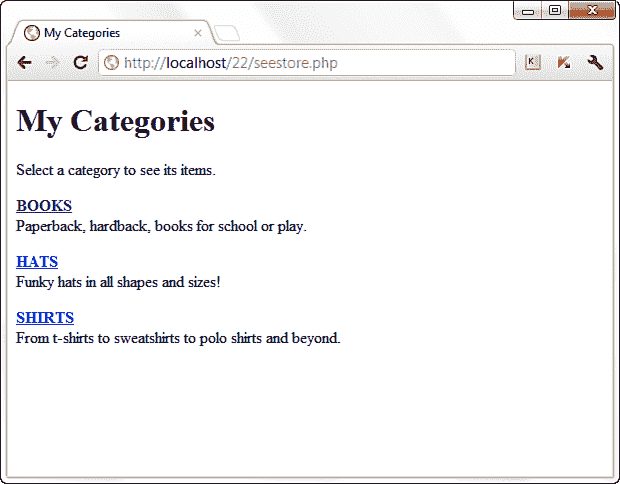 My Categories
http://localhost/22/seestore.php
My Categories
Select a category to see its items.
BOOKS
Paperback, hardback, books for school or play.
HATS
Funky hats in all shapes and sizes!
SHIRTS
From t-shirts to sweatshirts to polo shirts and beyond.